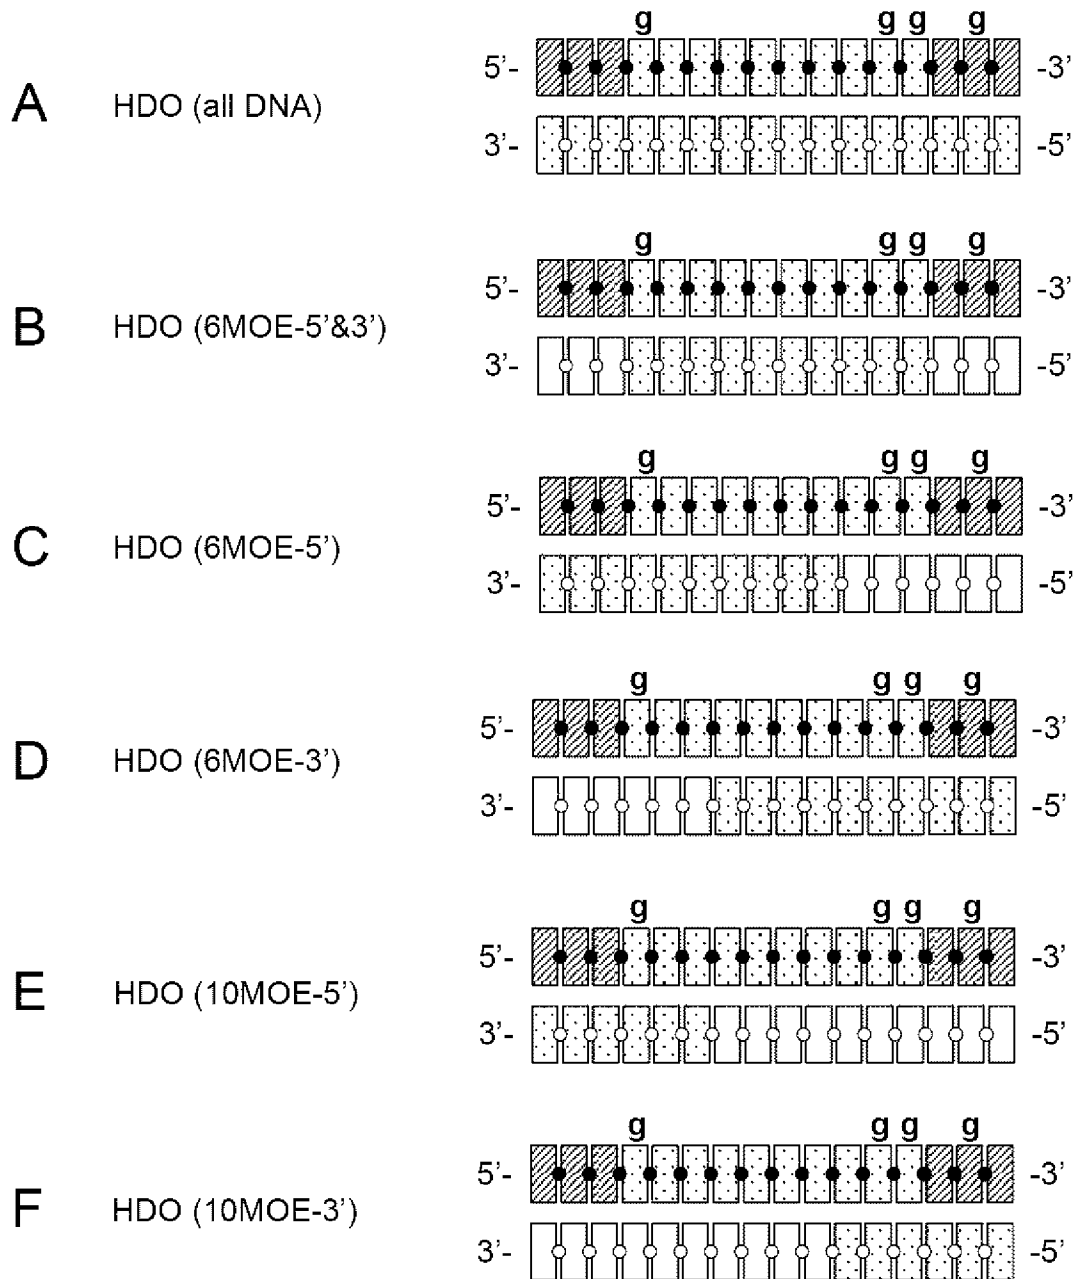 g g g g
5'- -3'
A HDO (all DNA)
3'- -5'
g g g g
5'- -3'
B HDO (6MOE-5'&3')
3'- -5'
g g g g
5'- -3'
C HDO (6MOE-5')
3'- -5'
g g g g
5'- -3'
D HDO (6MOE-3')
3'- -5'
g g g g
5'- -3'
E HDO (10MOE-5')
3'- -5'
g g g g
5'- -3'
F HDO (10MOE-3')
3'- -5'